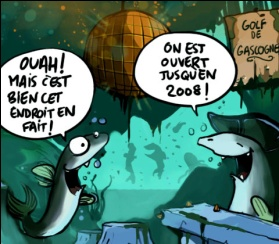 OUAH!
MAIS C'EST
BIEN CET
ENDROIT EN
FAIT!
ON EST
OUVERT
JUSQU'EN
2008!
GOLF
DE
GASCOGNE